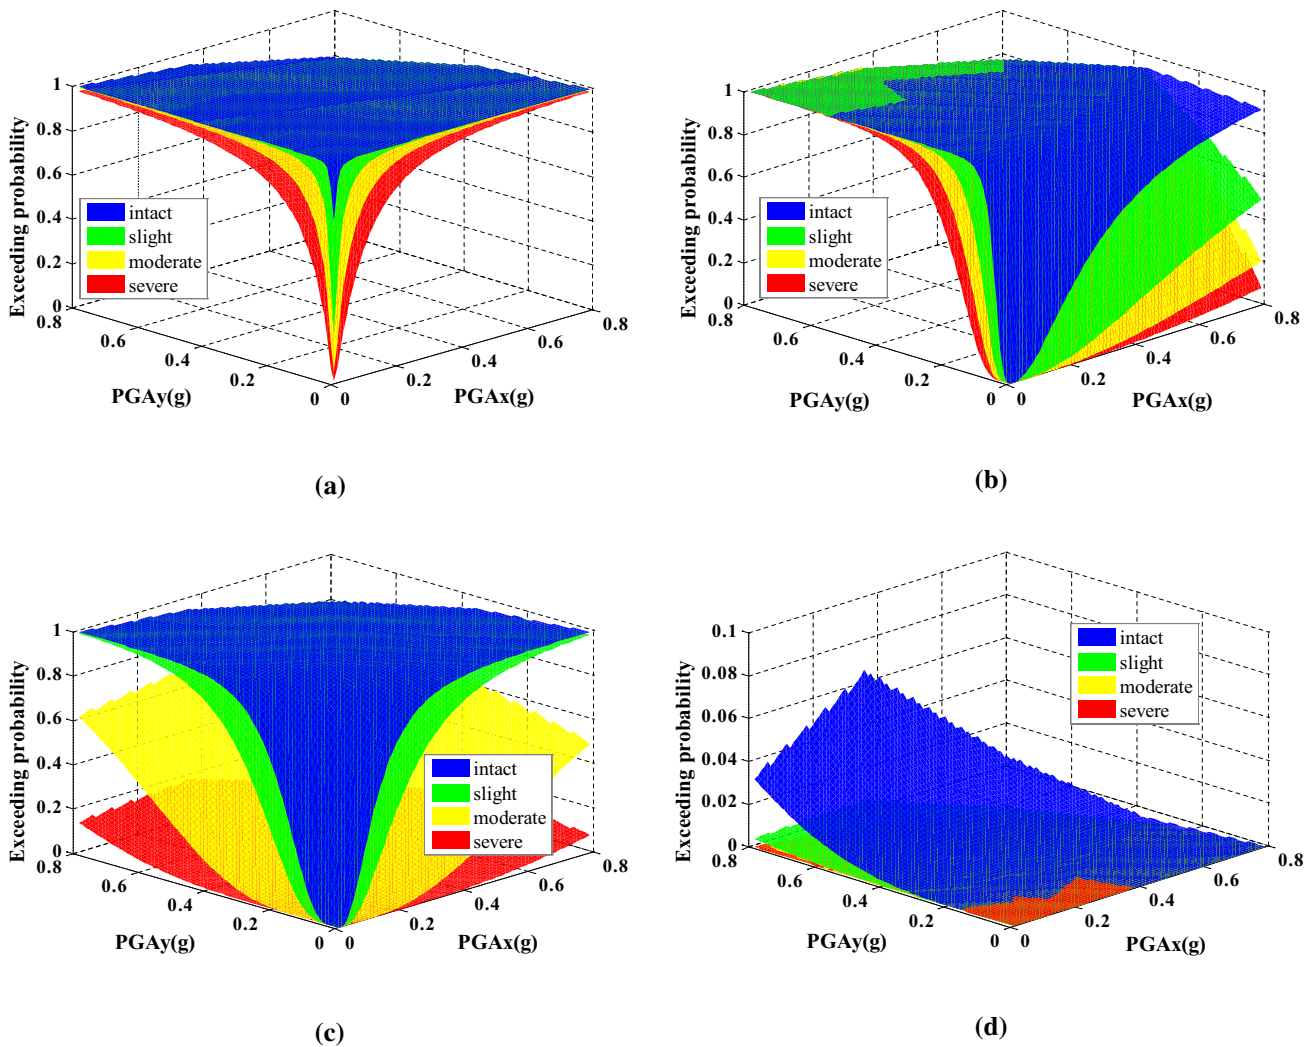 1
0.8
0.6
0.4
0.2
0
Exceeding probability
intact
slight
moderate
severe
0.8
0.6
0.4
0.2
0
PGAy(g)
0
0.2
0.4
0.6
0.8
PGAx(g)
(a)
1
0.8
0.6
0.4
0.2
0
Exceeding probability
intact
slight
moderate
severe
0.8
0.6
0.4
0.2
0
PGAy(g)
0
0.2
0.4
0.6
0.8
PGAx(g)
(b)
1
0.8
0.6
0.4
0.2
0
Exceeding probability
intact
slight
moderate
severe
0.8
0.6
0.4
0.2
0
PGAy(g)
0
0.2
0.4
0.6
0.8
PGAx(g)
(c)
0.1
0.08
0.06
0.04
0.02
0
Exceeding probability
intact
slight
moderate
severe
0.8
0.6
0.4
0.2
0
PGAy(g)
0
0.2
0.4
0.6
0.8
PGAx(g)
(d)